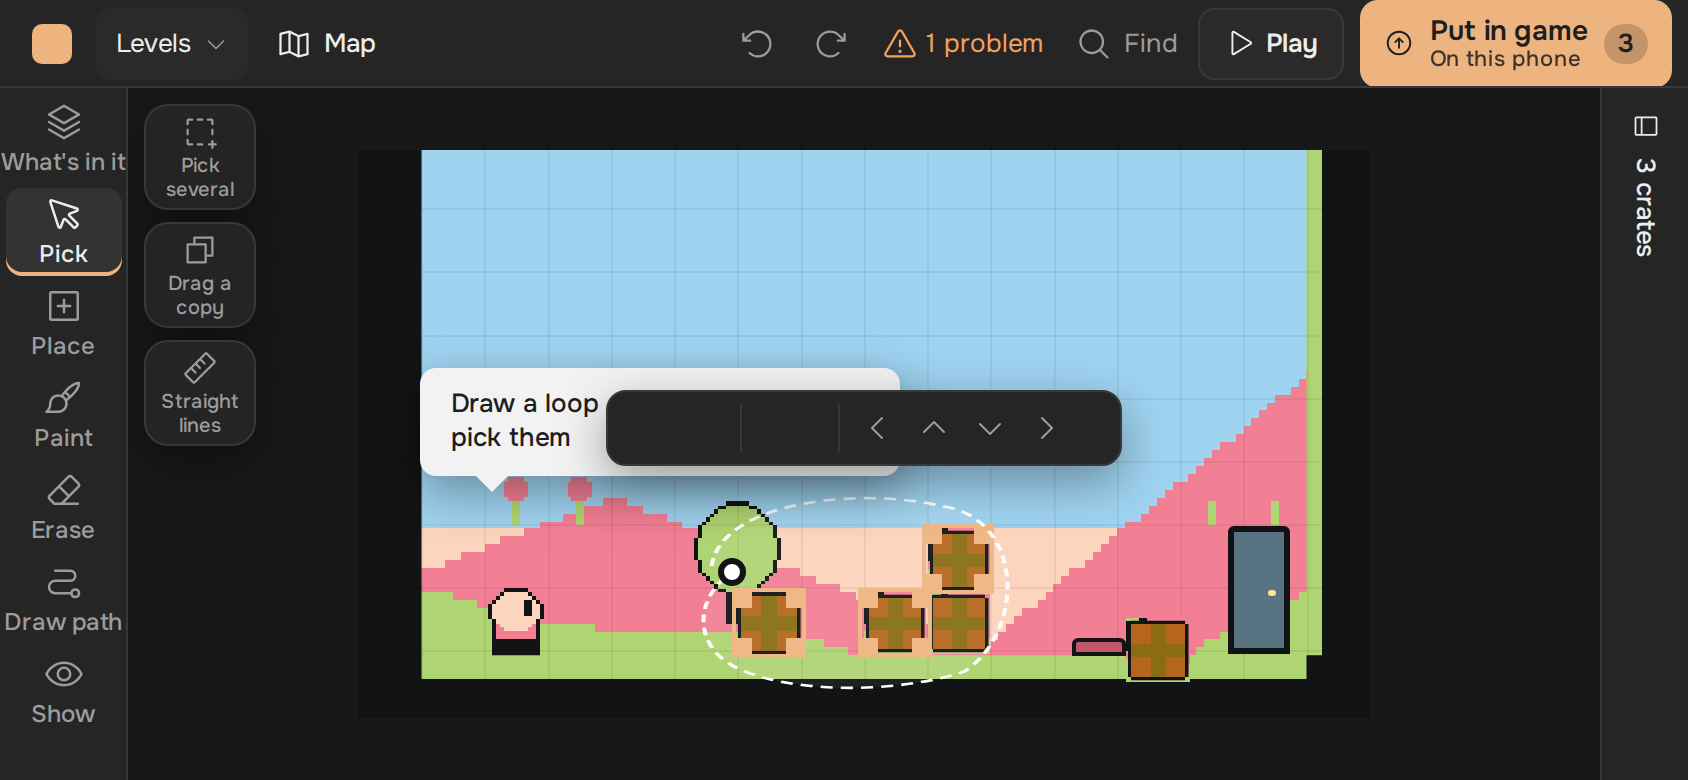 Levels
Map
1 problem
Find
Play
Put in game
On this phone
3
What's in it
Pick
Place
Paint
Erase
Draw path
Show
Pick
several
Drag a
copy
Straight
lines
Draw a loop
pick them
3 crates